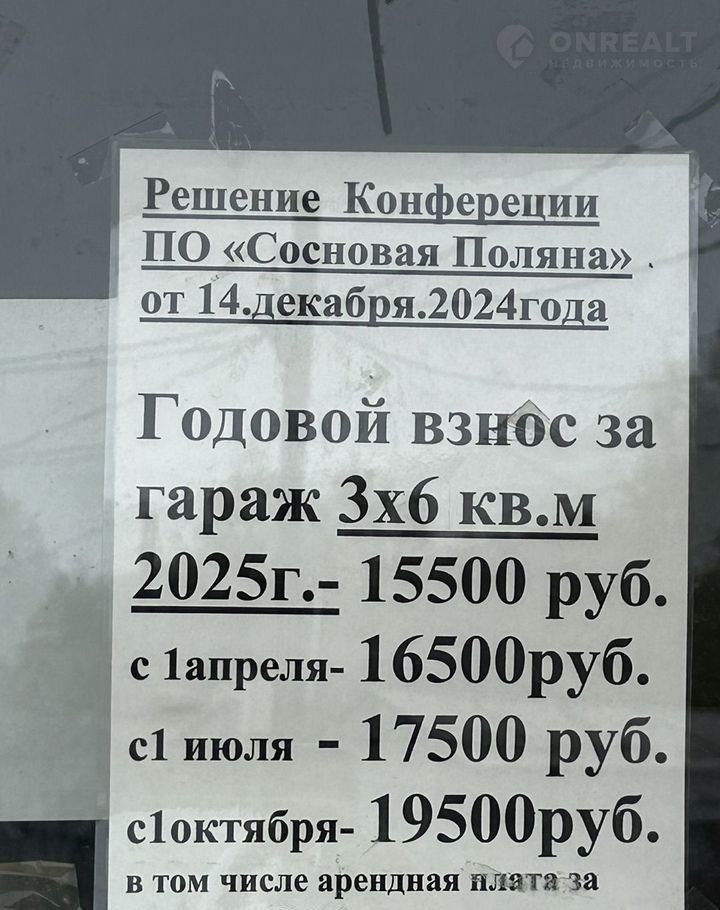 ONREALT
НЕДВИЖИМОСТЬ
Решение Конфереции
ПО «Сосновая Поляна»
от 14.декабря.2024года
Годовой взнос за
гараж 3х6 кв.м
2025г.- 15500 руб.
с 1апреля- 16500руб.
с1 июля - 17500 руб.
с1октября- 19500руб.
в том числе арендная плата за